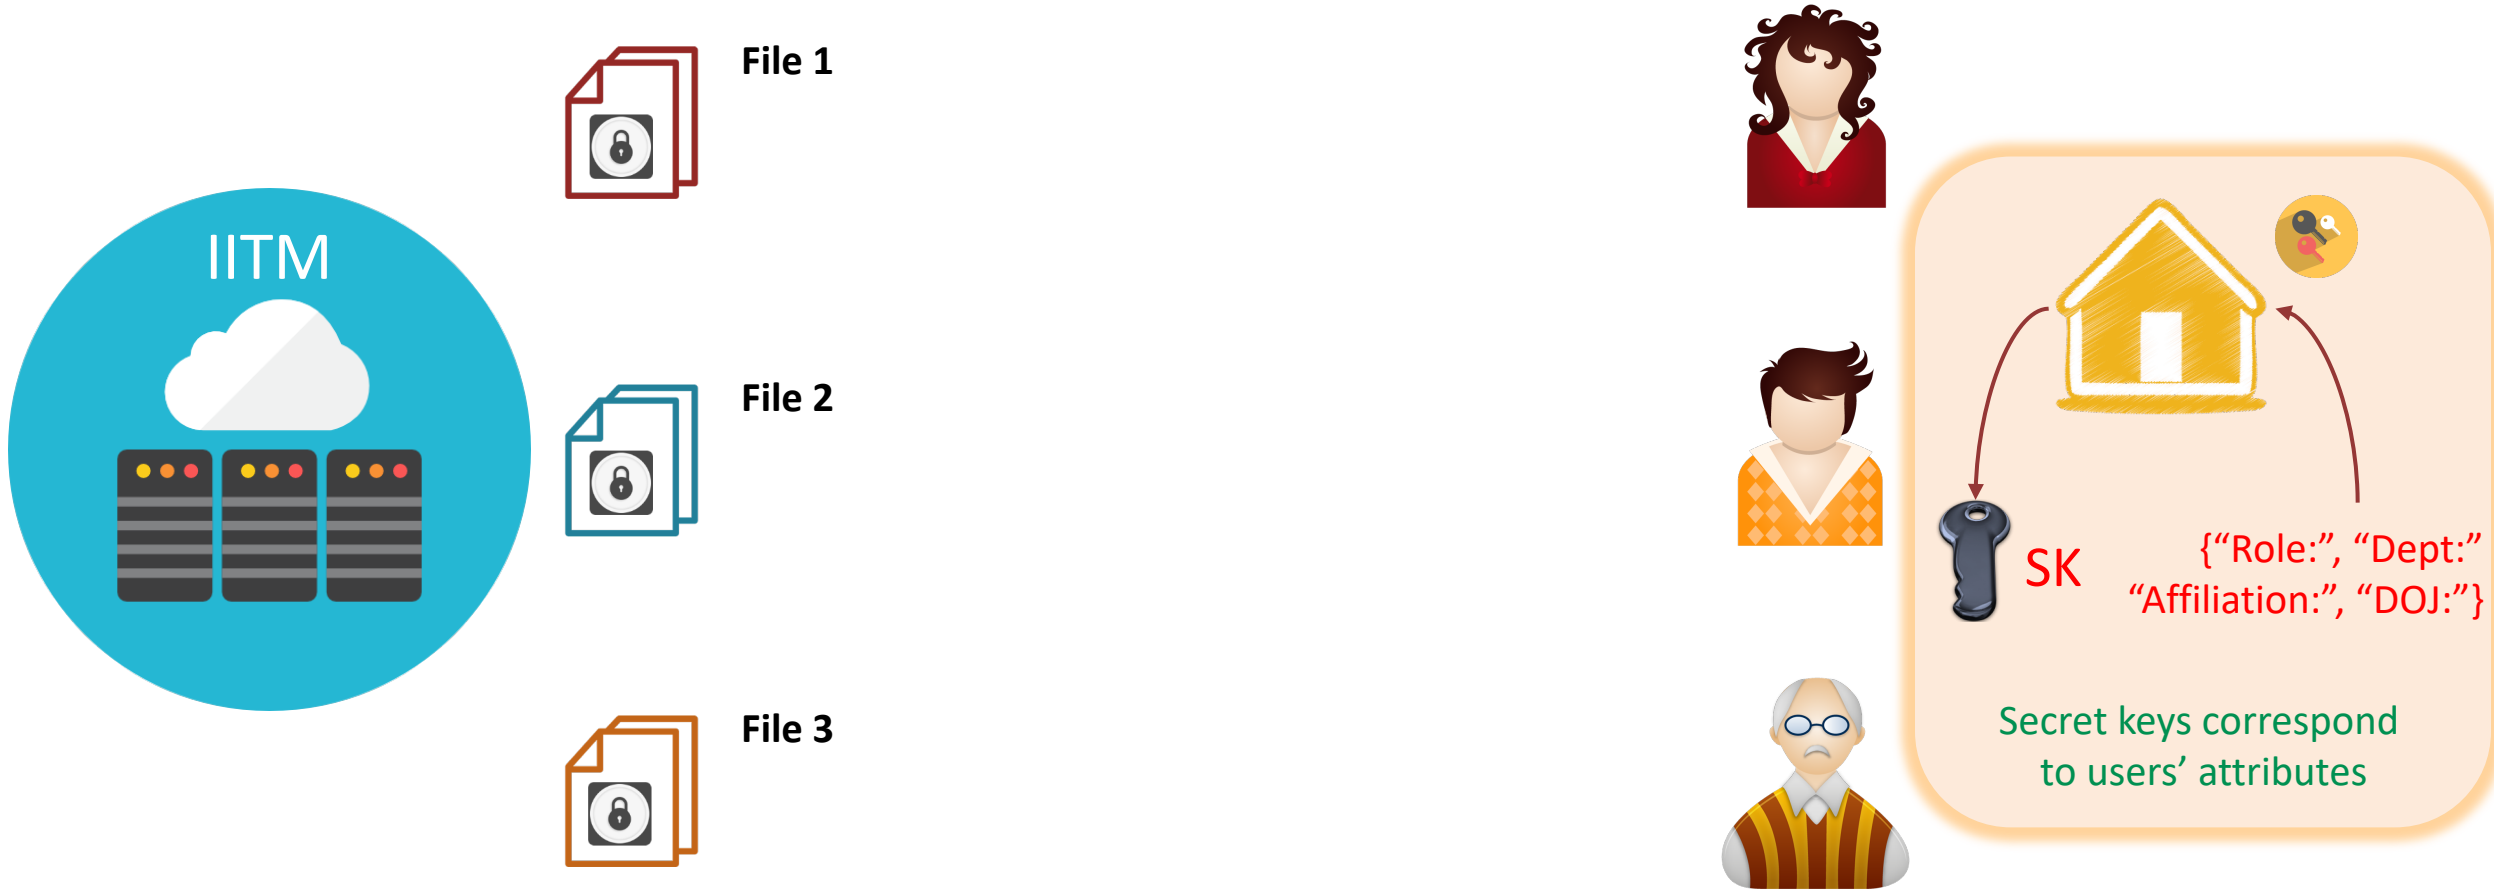 IITM
File 1
File 2
File 3
SK
{“Role:”, “Dept:”
“Affiliation:”, “DOJ:”}
Secret keys correspond
to users’ attributes